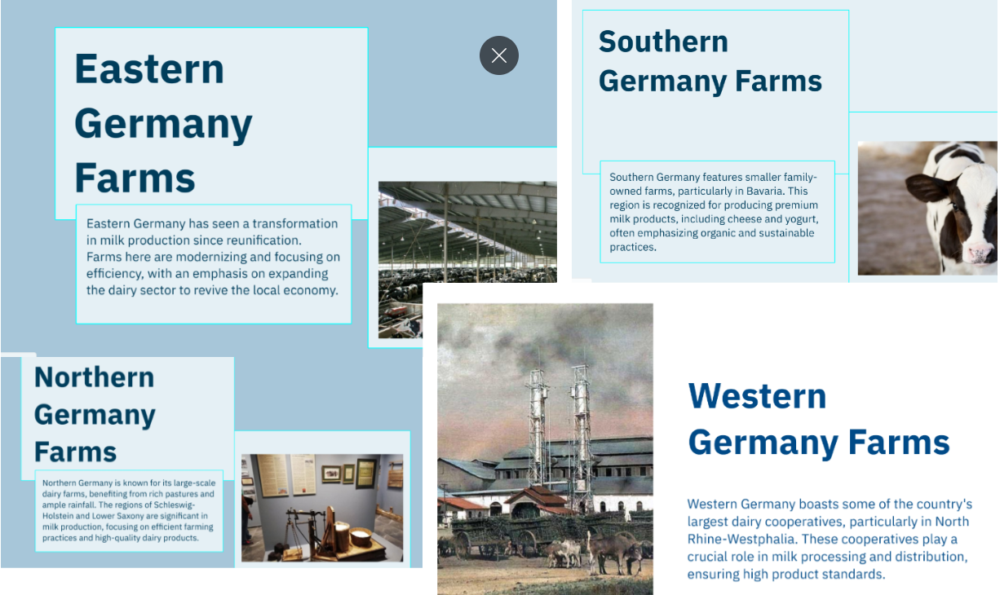 Eastern
Germany
Farms
Eastern Germany has seen a transformation
in milk production since reunification.
Farms here are modernizing and focusing on
efficiency, with an emphasis on expanding
the dairy sector to revive the local economy.
Southern
Germany Farms
Southern Germany features smaller family-
owned farms, particularly in Bavaria. This
region is recognized for producing premium
milk products, including cheese and yogurt,
often emphasizing organic and sustainable
practices.
Northern
Germany
Farms
Northern Germany is known for its large-scale
dairy farms, benefiting from rich pastures and
ample rainfall. The regions of Schleswig-
Holstein and Lower Saxony are significant in
milk production, focusing on efficient farming
practices and high-quality dairy products.
Western
Germany Farms
Western Germany boasts some of the country's
largest dairy cooperatives, particularly in North
Rhine-Westphalia. These cooperatives play a
crucial role in milk processing and distribution,
ensuring high product standards.